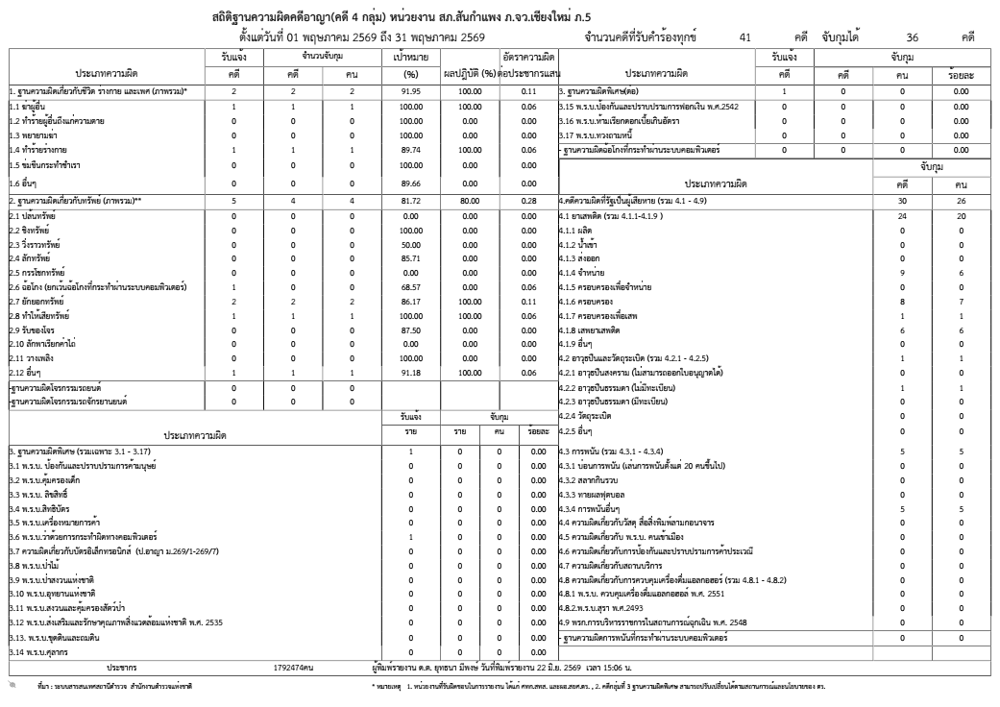 สถิติฐานความผิดคดีอาญา(คดี 4 กลุ่ม) หน่วยงาน สภ.สันกำแพง ภ.จว.เชียงใหม่ ภ.5
ตั้งแต่วันที่ 01 พฤษภาคม 2569 ถึง 31 พฤษภาคม 2569 จำนวนคดีที่รับคำร้องทุกข์ 41 คดี จับกุมได้ 36 คดี
ประเภทความผิด รับแจ้ง จำนวนจับกุม เป้าหมาย ผลปฏิบัติ (%) อัตราความผิด
คดี คดี คน (%) ต่อประชากรแสน
1. ฐานความผิดเกี่ยวกับชีวิต ร่างกาย และเพศ (ภาพรวม)* 2 2 2 91.95 100.00 0.11
1.1 ฆ่าผู้อื่น 1 1 1 100.00 100.00 0.06
1.2 ทำร้ายผู้อื่นถึงแก่ความตาย 0 0 0 100.00 0.00 0.00
1.3 พยายามฆ่า 0 0 0 100.00 0.00 0.00
1.4 ทำร้ายร่างกาย 1 1 1 89.74 100.00 0.06
1.5 ข่มขืนกระทำชำเรา 0 0 0 100.00 0.00 0.00
1.6 อื่นๆ 0 0 0 89.66 0.00 0.00
2. ฐานความผิดเกี่ยวกับทรัพย์ (ภาพรวม)** 5 4 4 81.72 80.00 0.28
2.1 ปล้นทรัพย์ 0 0 0 0.00 0.00 0.00
2.2 ชิงทรัพย์ 0 0 0 100.00 0.00 0.00
2.3 วิ่งราวทรัพย์ 0 0 0 50.00 0.00 0.00
2.4 ลักทรัพย์ 0 0 0 85.71 0.00 0.00
2.5 กรรโชกทรัพย์ 0 0 0 0.00 0.00 0.00
2.6 ฉ้อโกง (ยกเว้นฉ้อโกงที่กระทำผ่านระบบคอมพิวเตอร์) 1 0 0 68.57 0.00 0.06
2.7 ยักยอกทรัพย์ 2 2 2 86.17 100.00 0.11
2.8 ทำให้เสียทรัพย์ 1 1 1 100.00 100.00 0.06
2.9 รับของโจร 0 0 0 87.50 0.00 0.00
2.10 ลักพาเรียกค่าไถ่ 0 0 0 0.00 0.00 0.00
2.11 วางเพลิง 0 0 0 100.00 0.00 0.00
2.12 อื่นๆ 1 1 1 91.18 100.00 0.06
-ฐานความผิดโจรกรรมรถยนต์ 0 0 0
-ฐานความผิดโจรกรรมรถจักรยานยนต์ 0 0 0
ประเภทความผิด รับแจ้ง จับกุม
ราย ราย คน ร้อยละ
3. ฐานความผิดพิเศษ (รวมเฉพาะ 3.1 - 3.17) 1 0 0 0.00
3.1 พ.ร.บ. ป้องกันและปราบปรามการค้ามนุษย์ 0 0 0 0.00
3.2 พ.ร.บ.คุ้มครองเด็ก 0 0 0 0.00
3.3 พ.ร.บ. ลิขสิทธิ์ 0 0 0 0.00
3.4 พ.ร.บ.สิทธิบัตร 0 0 0 0.00
3.5 พ.ร.บ.เครื่องหมายการค้า 0 0 0 0.00
3.6 พ.ร.บ.ว่าด้วยการกระทำผิดทางคอมพิวเตอร์ 1 0 0 0.00
3.7 ความผิดเกี่ยวกับบัตรอิเล็กทรอนิกส์ (ป.อาญา ม.269/1-269/7) 0 0 0 0.00
3.8 พ.ร.บ.ป่าไม้ 0 0 0 0.00
3.9 พ.ร.บ.ป่าสงวนแห่งชาติ 0 0 0 0.00
3.10 พ.ร.บ.อุทยานแห่งชาติ 0 0 0 0.00
3.11 พ.ร.บ.สงวนและคุ้มครองสัตว์ป่า 0 0 0 0.00
3.12 พ.ร.บ.ส่งเสริมและรักษาคุณภาพสิ่งแวดล้อมแห่งชาติ พ.ศ. 2535 0 0 0 0.00
3.13. พ.ร.บ.ขุดดินและถมดิน 0 0 0 0.00
3.14 พ.ร.บ.ศุลากร 0 0 0 0.00
ประเภทความผิด รับแจ้ง จับกุม
คดี คดี คน ร้อยละ
3. ฐานความผิดพิเศษ(ต่อ) 1 0 0 0.00
3.15 พ.ร.บ.ป้องกันและปราบปรามการฟอกเงิน พ.ศ.2542 0 0 0 0.00
3.16 พ.ร.บ.ห้ามเรียกดอกเบี้ยเกินอัตรา 0 0 0 0.00
3.17 พ.ร.บ.ทวงถามหนี้ 0 0 0 0.00
- ฐานความผิดฉ้อโกงที่กระทำผ่านระบบคอมพิวเตอร์ 0 0 0 0.00
ประเภทความผิด จับกุม
คดี คน
4.คดีความผิดที่รัฐเป็นผู้เสียหาย (รวม 4.1 - 4.9) 30 26
4.1 ยาเสพติด (รวม 4.1.1-4.1.9 ) 24 20
4.1.1 ผลิต 0 0
4.1.2 นำเข้า 0 0
4.1.3 ส่งออก 0 0
4.1.4 จำหน่าย 9 6
4.1.5 ครอบครองเพื่อจำหน่าย 0 0
4.1.6 ครอบครอง 8 7
4.1.7 ครอบครองเพื่อเสพ 1 1
4.1.8 เสพยาเสพติด 6 6
4.1.9 อื่นๆ 0 0
4.2 อาวุธปืนและวัตถุระเบิด (รวม 4.2.1 - 4.2.5) 1 1
4.2.1 อาวุธปืนสงคราม (ไม่สามารถออกใบอนุญาตได้) 0 0
4.2.2 อาวุธปืนธรรมดา (ไม่มีทะเบียน) 1 1
4.2.3 อาวุธปืนธรรมดา (มีทะเบียน) 0 0
4.2.4 วัตถุระเบิด 0 0
4.2.5 อื่นๆ 0 0
4.3 การพนัน (รวม 4.3.1 - 4.3.4) 5 5
4.3.1 บ่อนการพนัน (เล่นการพนันตั้งแต่ 20 คนขึ้นไป) 0 0
4.3.2 สลากกินรวบ 0 0
4.3.3 ทายผลฟุตบอล 0 0
4.3.4 การพนันอื่นๆ 5 5
4.4 ความผิดเกี่ยวกับวัสดุ สื่อสิ่งพิมพ์ลามกอนาจาร 0 0
4.5 ความผิดเกี่ยวกับ พ.ร.บ. คนเข้าเมือง 0 0
4.6 ความผิดเกี่ยวกับการป้องกันและปราบปรามการค้าประเวณี 0 0
4.7 ความผิดเกี่ยวกับสถานบริการ 0 0
4.8 ความผิดเกี่ยวกับการควบคุมเครื่องดื่มแอลกอฮอร์ (รวม 4.8.1 - 4.8.2) 0 0
4.8.1 พ.ร.บ. ควบคุมเครื่องดื่มแอลกอฮอล์ พ.ศ. 2551 0 0
4.8.2.พ.ร.บ.สุรา พ.ศ.2493 0 0
4.9 พรก.การบริหารราชการในสถานการณ์ฉุกเฉิน พ.ศ. 2548 0 0
- ฐานความผิดการพนันที่กระทำผ่านระบบคอมพิวเตอร์ 0 0
ประชากร 1792474คน ผู้พิมพ์รายงาน ด.ต. ยุทธนา มีพงษ์ วันที่พิมพ์รายงาน 22 มิ.ย. 2569 เวลา 15:06 น.
ที่มา : ระบบสารสนเทศสถานีตำรวจ สำนักงานตำรวจแห่งชาติ * หมายเหตุ 1. หน่วยงานที่รับผิดชอบในการรายงาน ได้แก่ , 2. คดีกลุ่มที่ 3 ฐานความผิดพิเศษ สามารถปรับเปลี่ยนได้ตามสถานการณ์และนโยบายของ ตร.